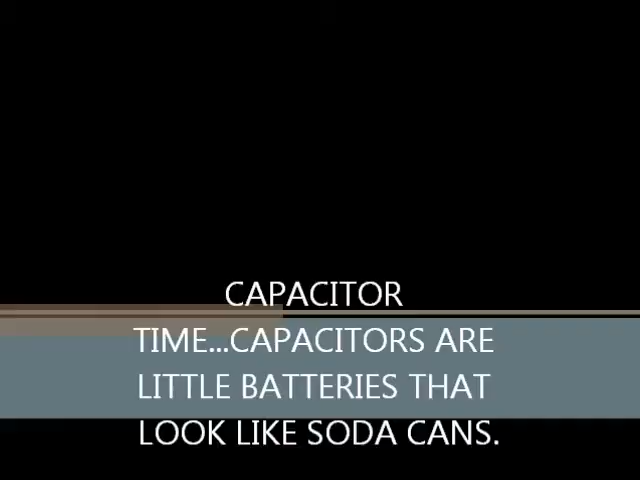 CAPACITOR
TIME...CAPACITORS ARE
LITTLE BATTERIES THAT
LOOK LIKE SODA CANS.